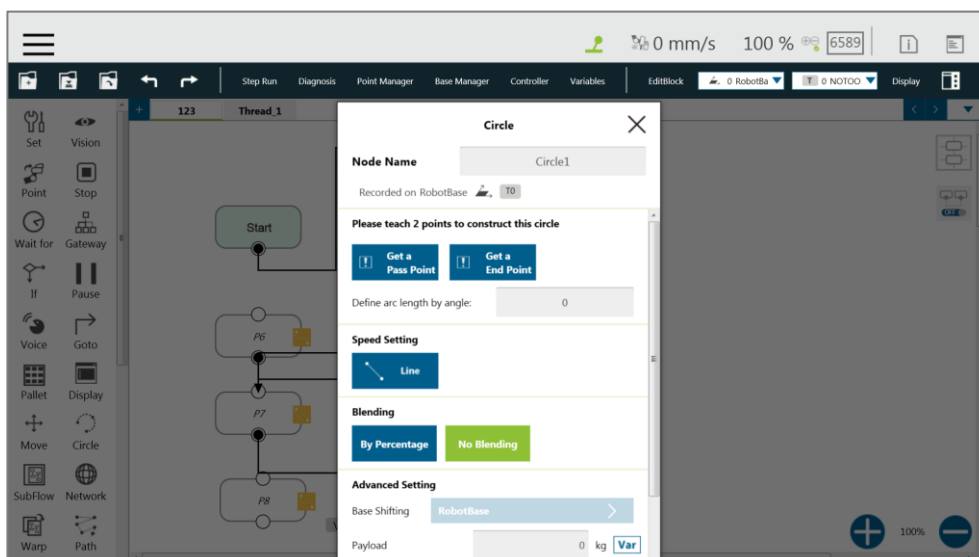 0 mm/s 100 % 6589
Step Run Diagnosis Point Manager Base Manager Controller Variables EditBlock 0 RobotBa T 0 NOTOO Display
+ 123 Thread_1
Set Vision
Point Stop
Wait for Gateway
If Pause
Voice Goto
Pallet Display
Move Circle
SubFlow Network
Warp Path
Start
P6
P7
P8
OFF
Circle
Node Name Circle1
Recorded on RobotBase T0
Please teach 2 points to construct this circle
Get a
Pass Point
Get a
End Point
Define arc length by angle: 0
Speed Setting
Line
Blending
By Percentage No Blending
Advanced Setting
Base Shifting RobotBase
Payload 0 kg Var
100%